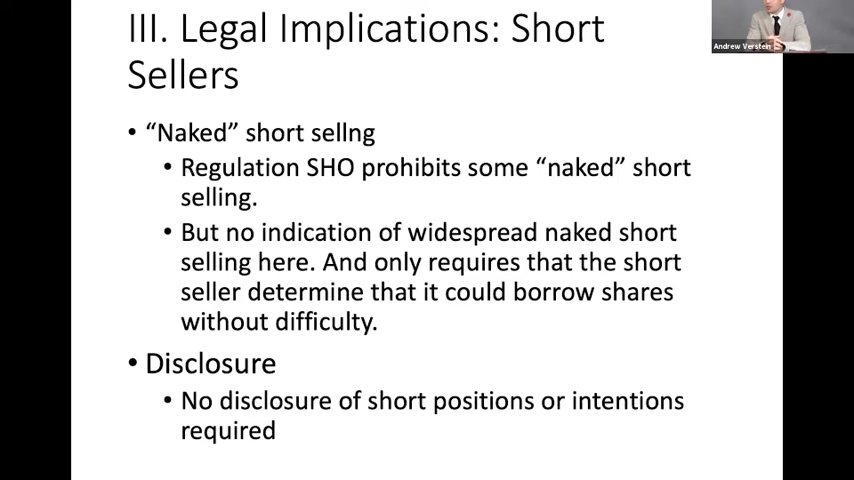 III. Legal Implications: Short
Sellers
• “Naked” short sellng
• Regulation SHO prohibits some “naked” short
selling.
• But no indication of widespread naked short
selling here. And only requires that the short
seller determine that it could borrow shares
without difficulty.
• Disclosure
• No disclosure of short positions or intentions
required
Andrew Verstein